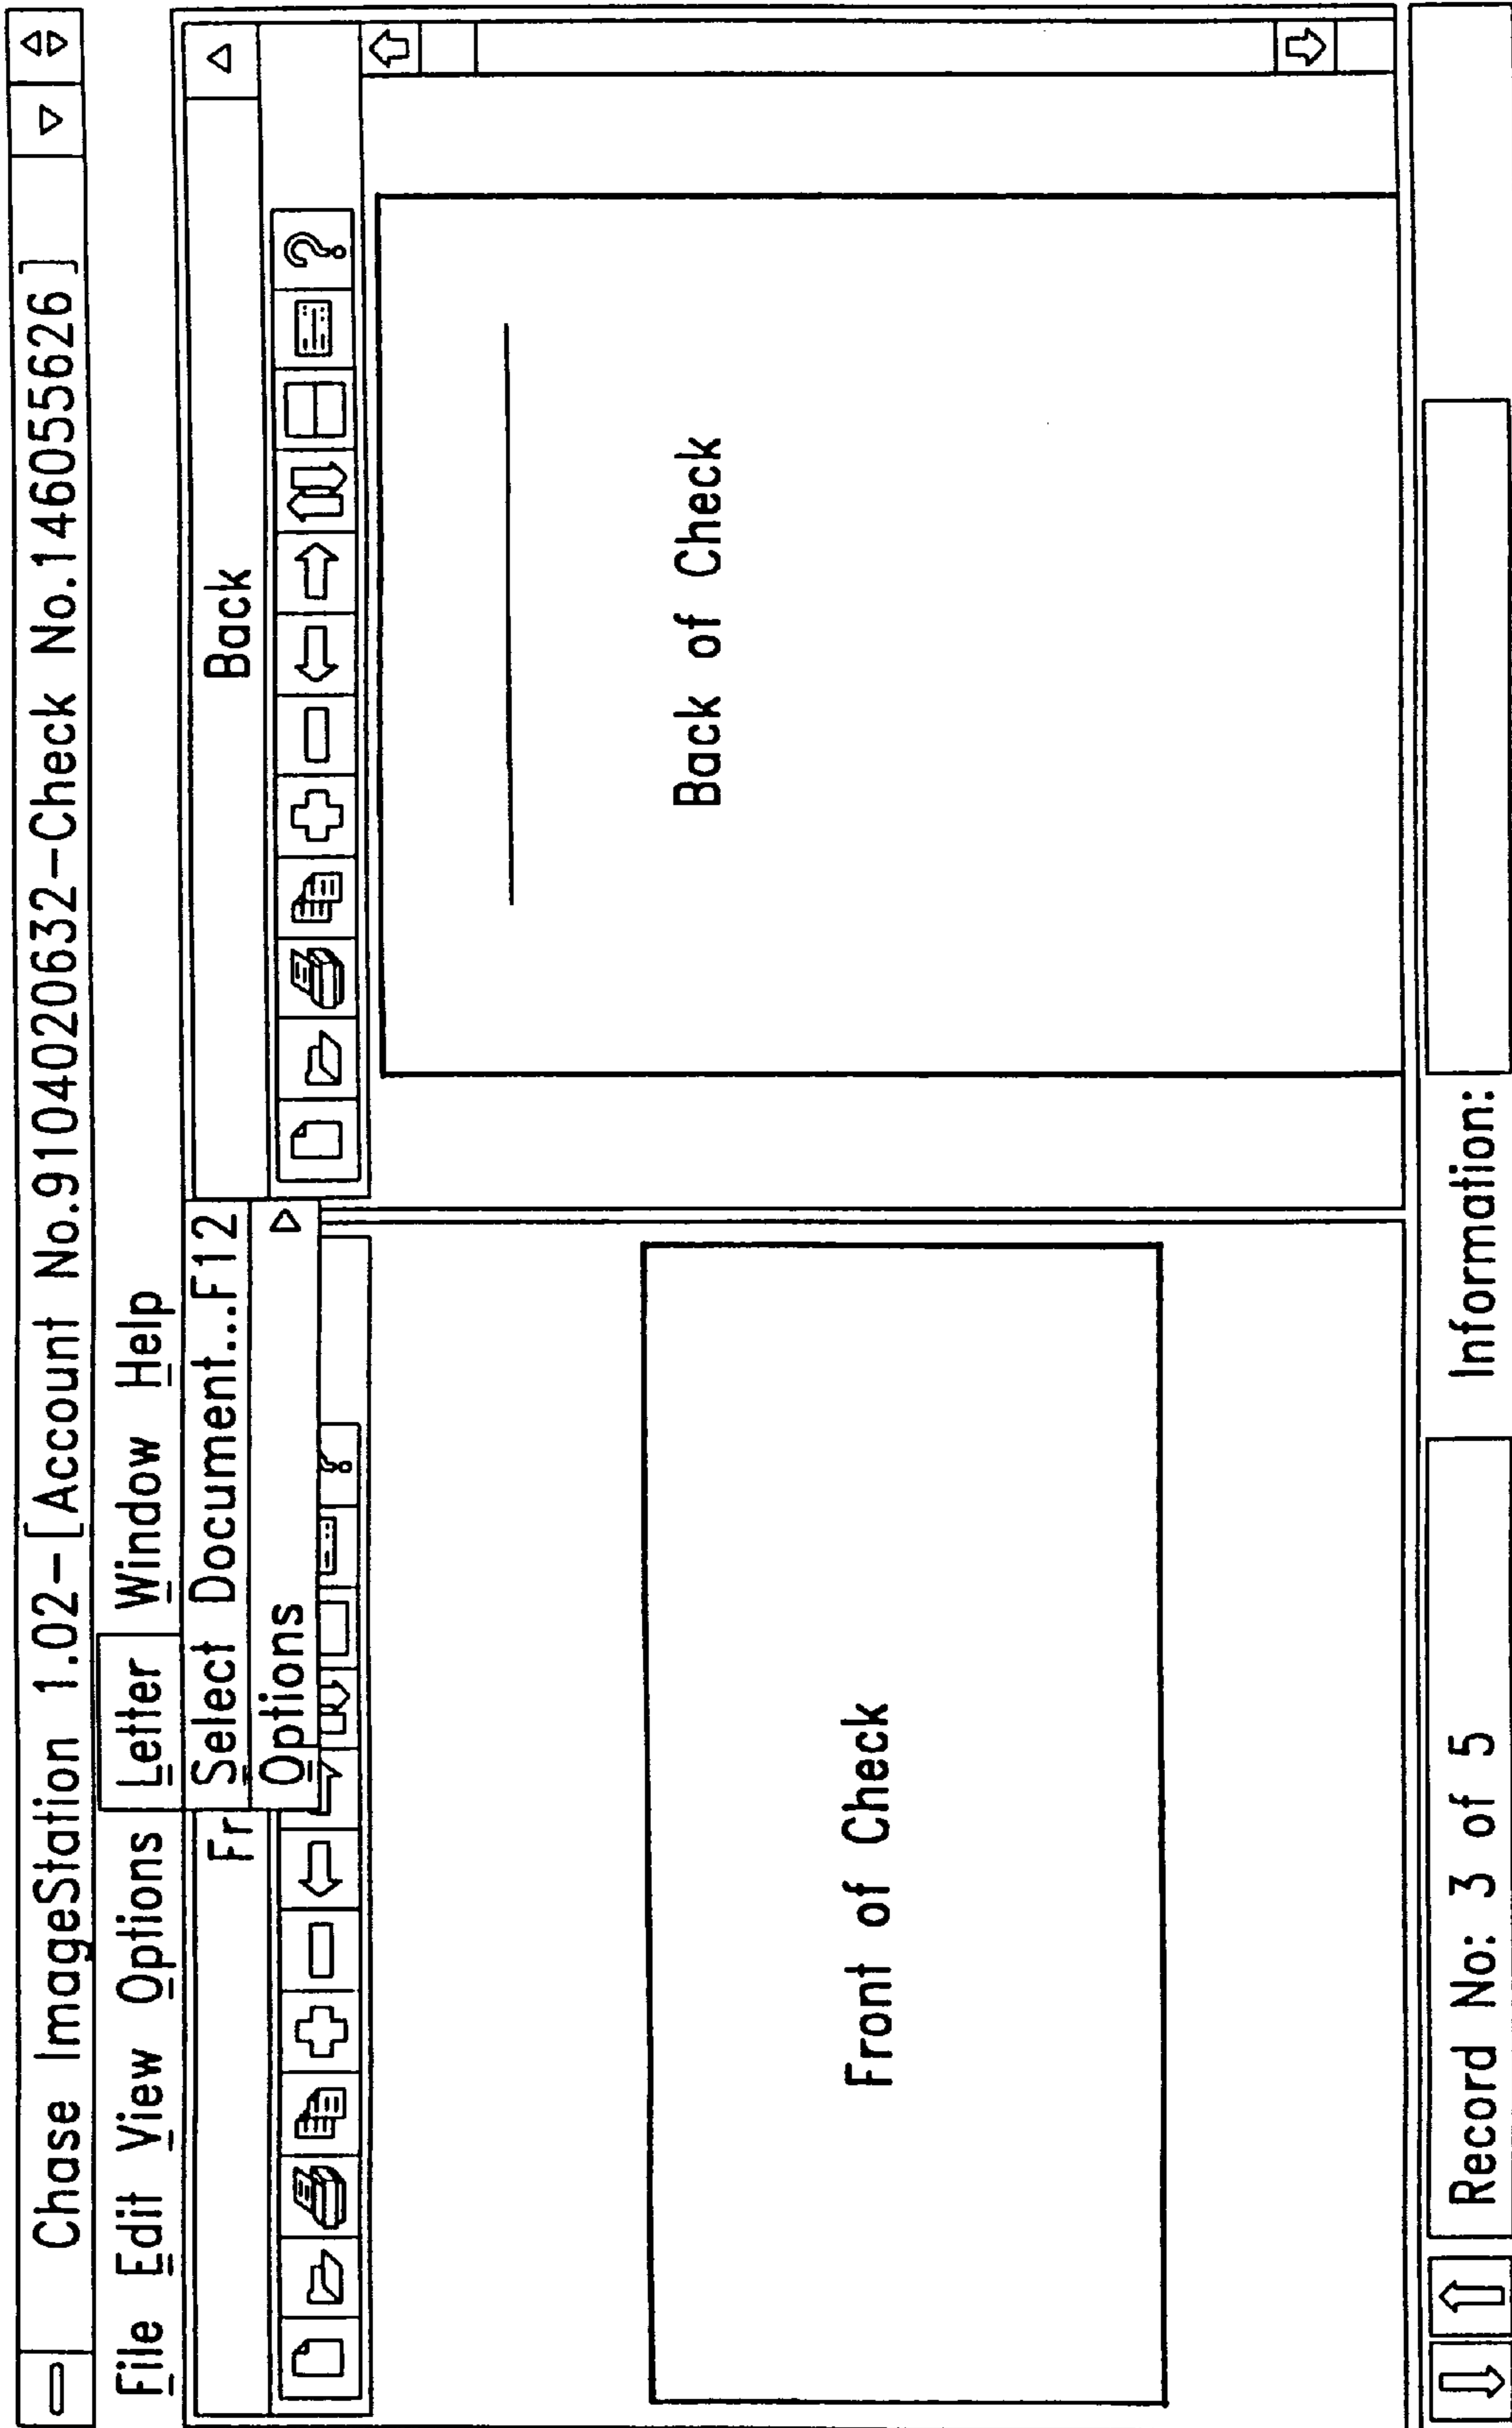 Chase ImageStation 1.02-[Account No.9104020632-Check No.146055626]
File Edit View Options Letter Window Help
Select Document...F12
Options
Fr
Back
?
Front of Check
Back of Check
Record No: 3 of 5
Information: